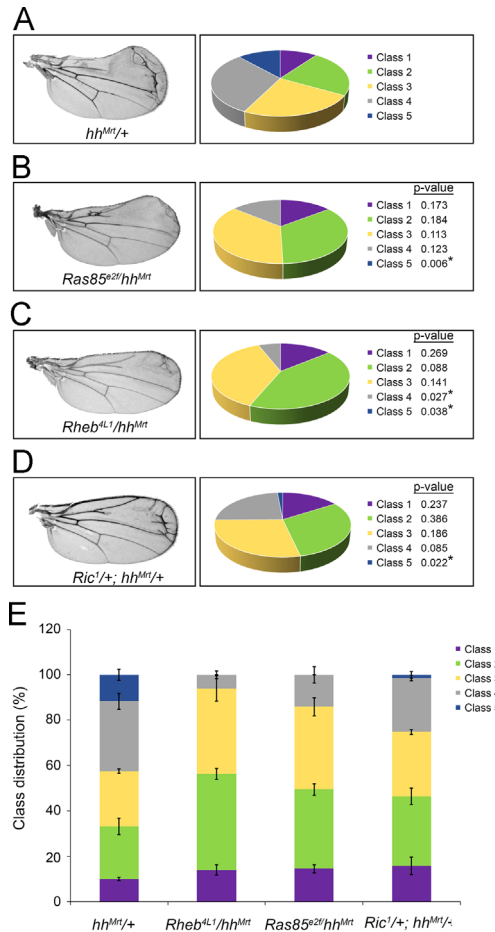 A
hh^Mrt/+
Class 1
Class 2
Class 3
Class 4
Class 5
B
Ras85^e2f/hh^Mrt
p-value
Class 1 0.173
Class 2 0.184
Class 3 0.113
Class 4 0.123
Class 5 0.006*
C
Rheb^4L1/hh^Mrt
p-value
Class 1 0.269
Class 2 0.088
Class 3 0.141
Class 4 0.027*
Class 5 0.038*
D
Ric^1/+; hh^Mrt/+
p-value
Class 1 0.237
Class 2 0.386
Class 3 0.186
Class 4 0.085
Class 5 0.022*
E
Class distribution (%)
120
100
80
60
40
20
0
hh^Mrt/+
Rheb^4L1/hh^Mrt
Ras85^e2f/hh^Mrt
Ric^1/+; hh^Mrt/
Class
Class
Class
Class
Class